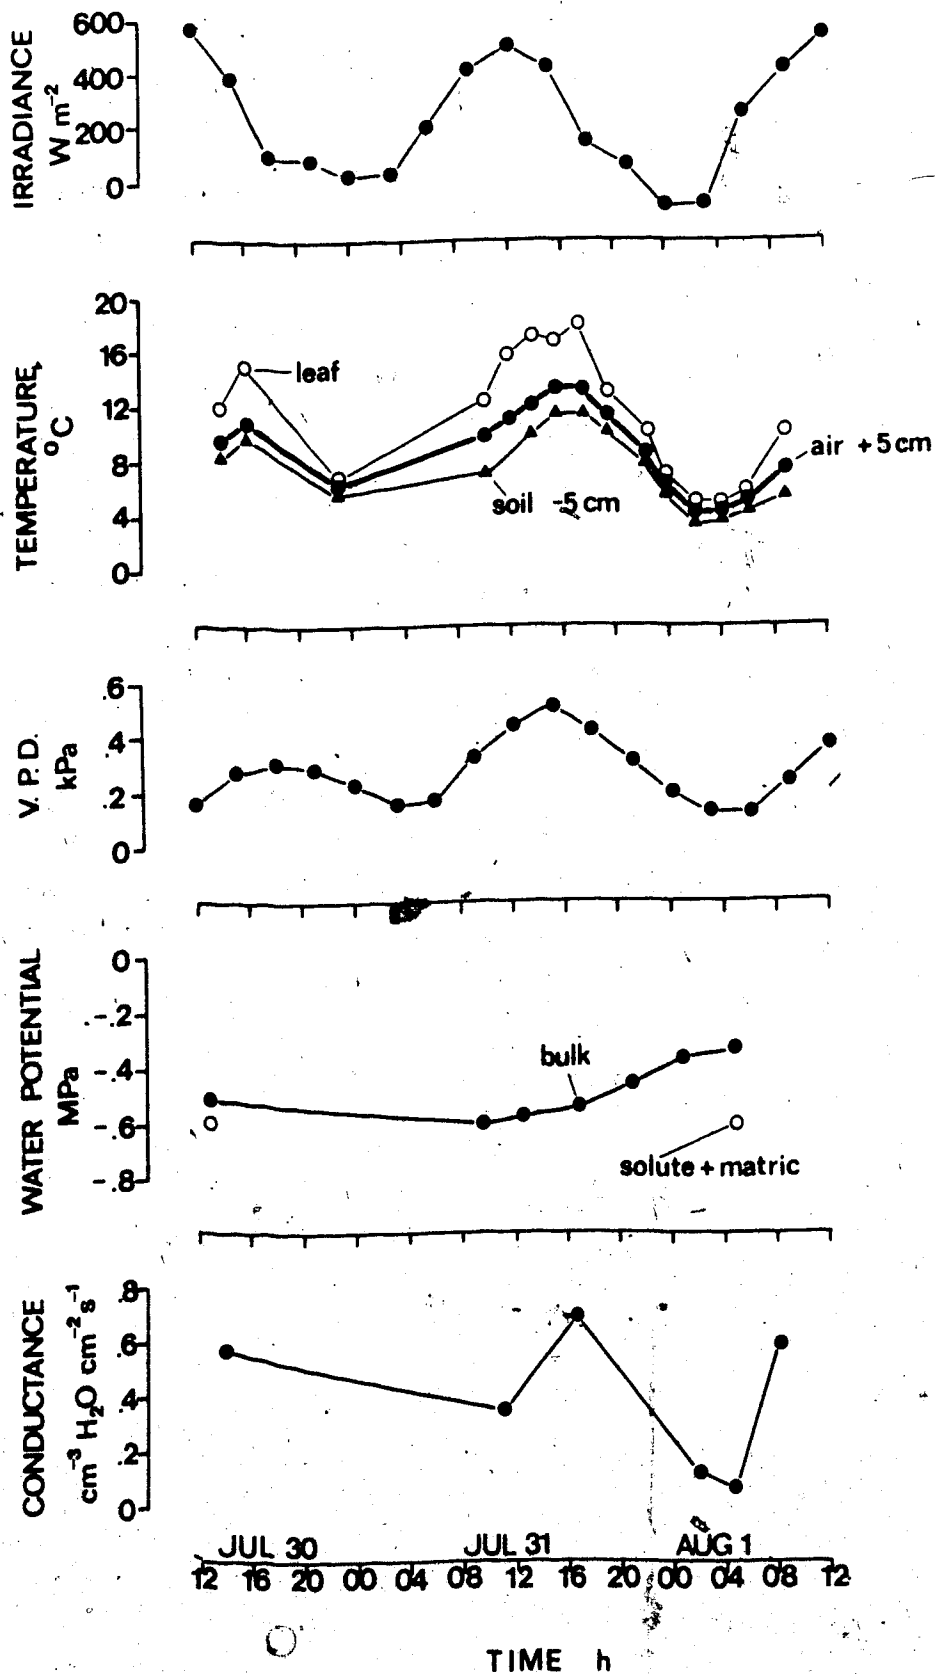 IRRADIANCE
W m⁻²
600
400
200
0
TEMPERATURE,
°C
20
16
12
8
4
0
leaf
air +5 cm
soil -5 cm
V.P.D.
kPa
.6
.4
.2
0
WATER POTENTIAL
MPa
0
-.2
-.4
-.6
-.8
bulk
solute + matric
CONDUCTANCE
cm⁻³ H₂O cm⁻² s⁻¹
.8
.6
.4
.2
0
JUL 30 JUL 31 AUG 1
12 16 20 00 04 08 12 16 20 00 04 08 12
TIME h